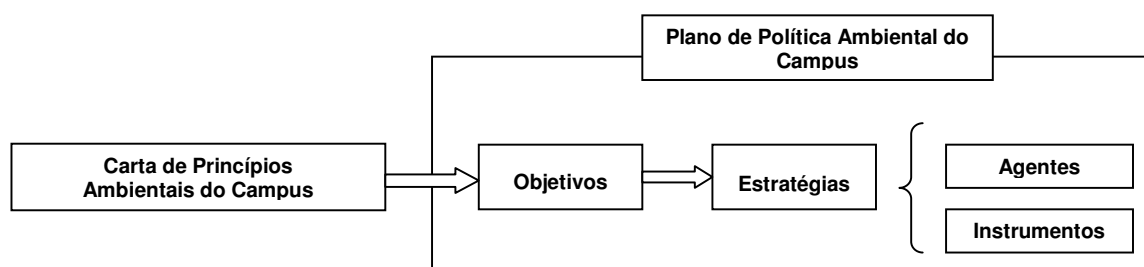 Plano de Política Ambiental do
Campus
Carta de Princípios
Ambientais do Campus
Objetivos
Estratégias
Agentes
Instrumentos